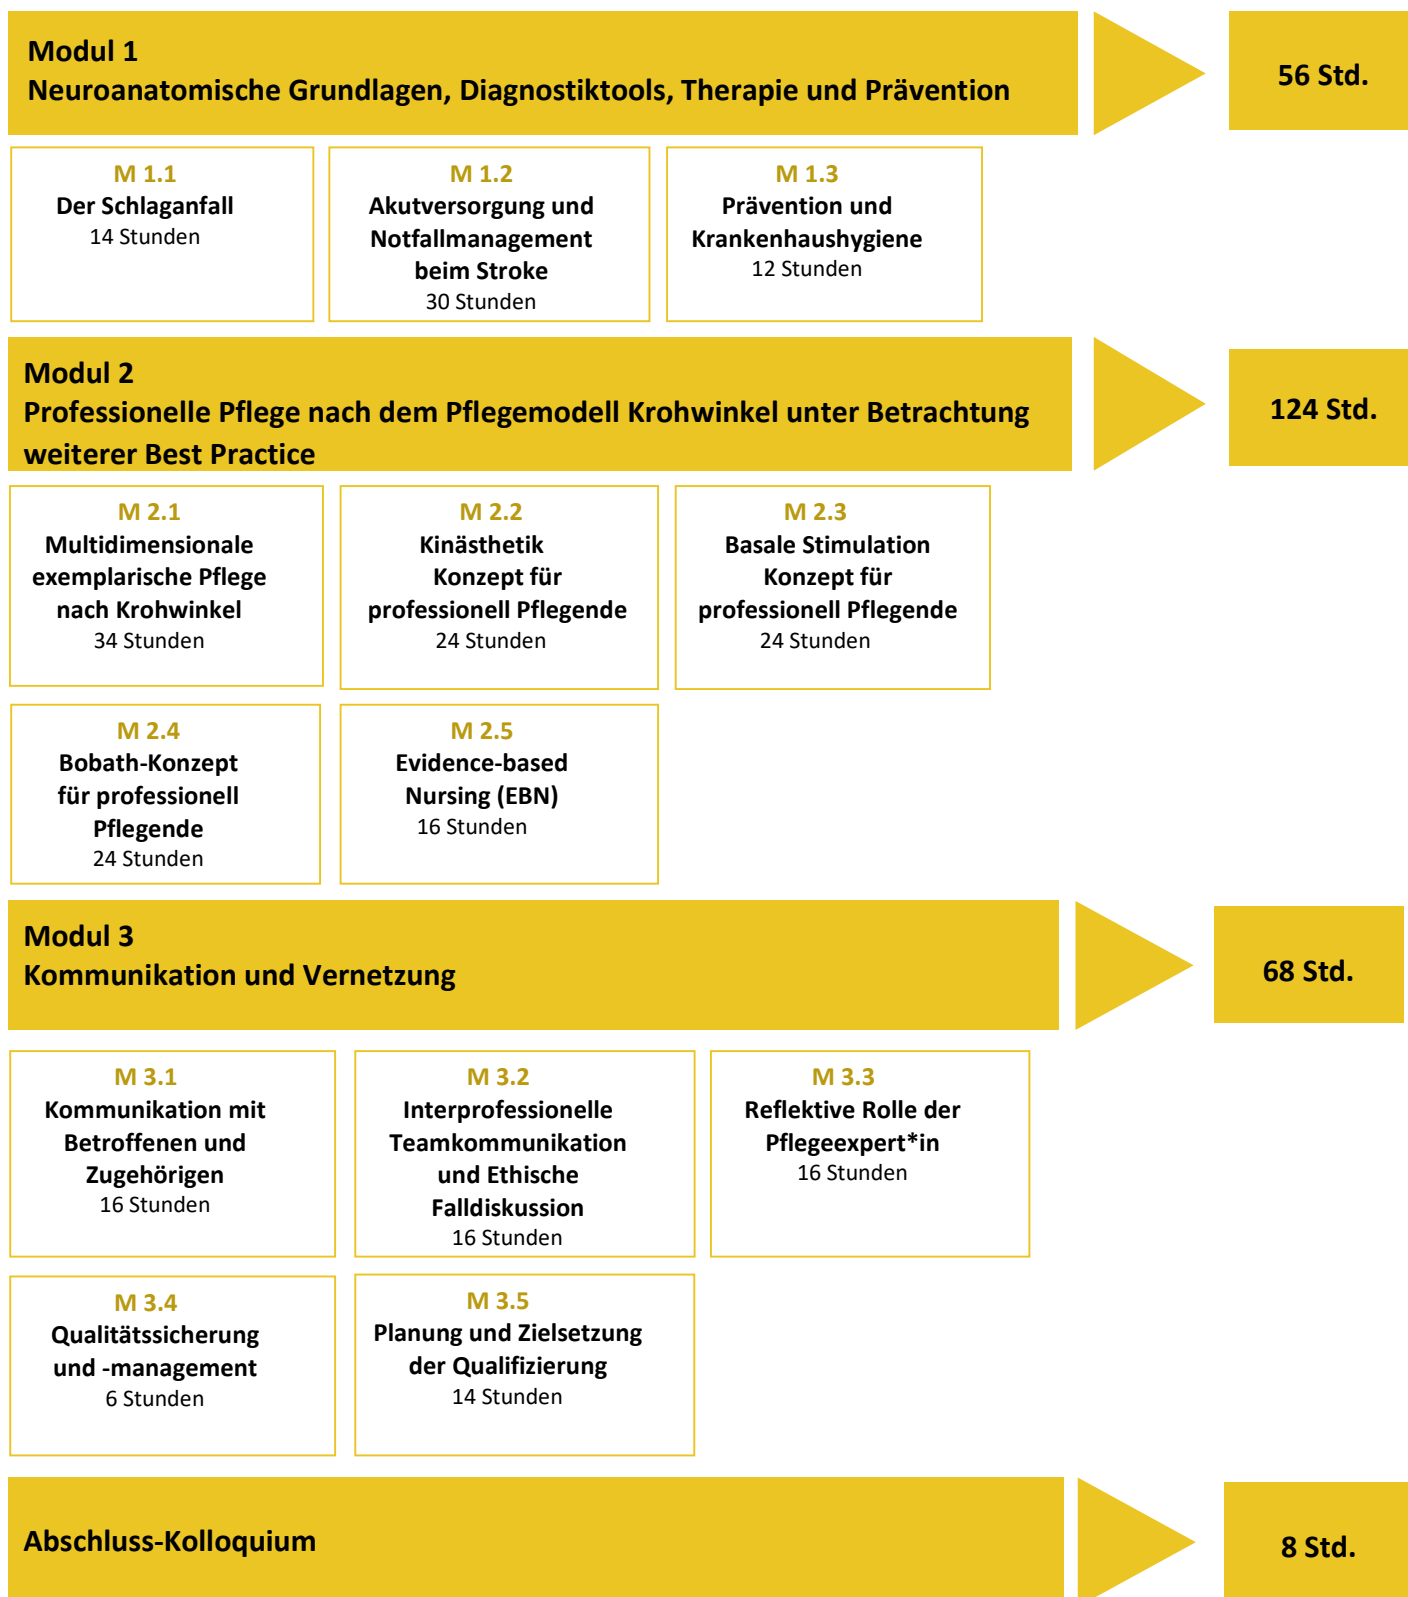 Modul 1
Neuroanatomische Grundlagen, Diagnostiktools, Therapie und Prävention
56 Std.
M 1.1
Der Schlaganfall
14 Stunden
M 1.2
Akutversorgung und
Notfallmanagement
beim Stroke
30 Stunden
M 1.3
Prävention und
Krankenhaushygiene
12 Stunden
Modul 2
Professionelle Pflege nach dem Pflegemodell Krohwinkel unter Betrachtung
weiterer Best Practice
124 Std.
M 2.1
Multidimensionale
exemplarische Pflege
nach Krohwinkel
34 Stunden
M 2.2
Kinästhetik
Konzept für
professionell Pflegende
24 Stunden
M 2.3
Basale Stimulation
Konzept für
professionell Pflegende
24 Stunden
M 2.4
Bobath-Konzept
für professionell
Pflegende
24 Stunden
M 2.5
Evidence-based
Nursing (EBN)
16 Stunden
Modul 3
Kommunikation und Vernetzung
68 Std.
M 3.1
Kommunikation mit
Betroffenen und
Zugehörigen
16 Stunden
M 3.2
Interprofessionelle
Teamkommunikation
und Ethische
Falldiskussion
16 Stunden
M 3.3
Reflektive Rolle der
Pflegeexpert*in
16 Stunden
M 3.4
Qualitätssicherung
und -management
6 Stunden
M 3.5
Planung und Zielsetzung
der Qualifizierung
14 Stunden
Abschluss-Kolloquium
8 Std.